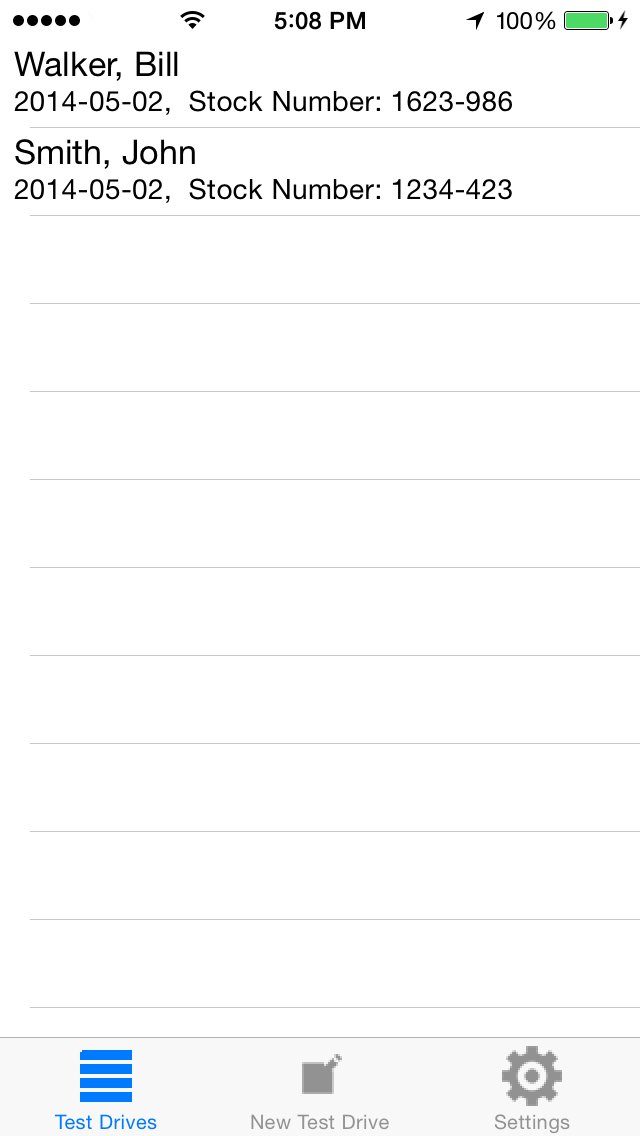 5:08 PM 100%
Walker, Bill
2014-05-02,  Stock Number: 1623-986
Smith, John
2014-05-02,  Stock Number: 1234-423
Test Drives New Test Drive Settings